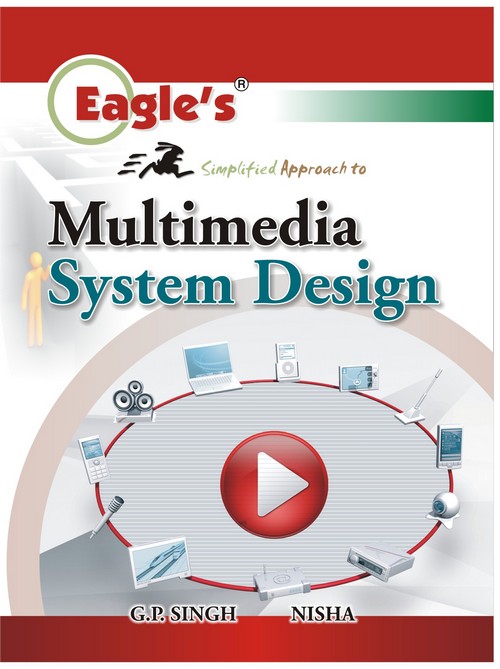 Eagle's®
Simplified Approach to
Multimedia
System Design
G.P. SINGH NISHA